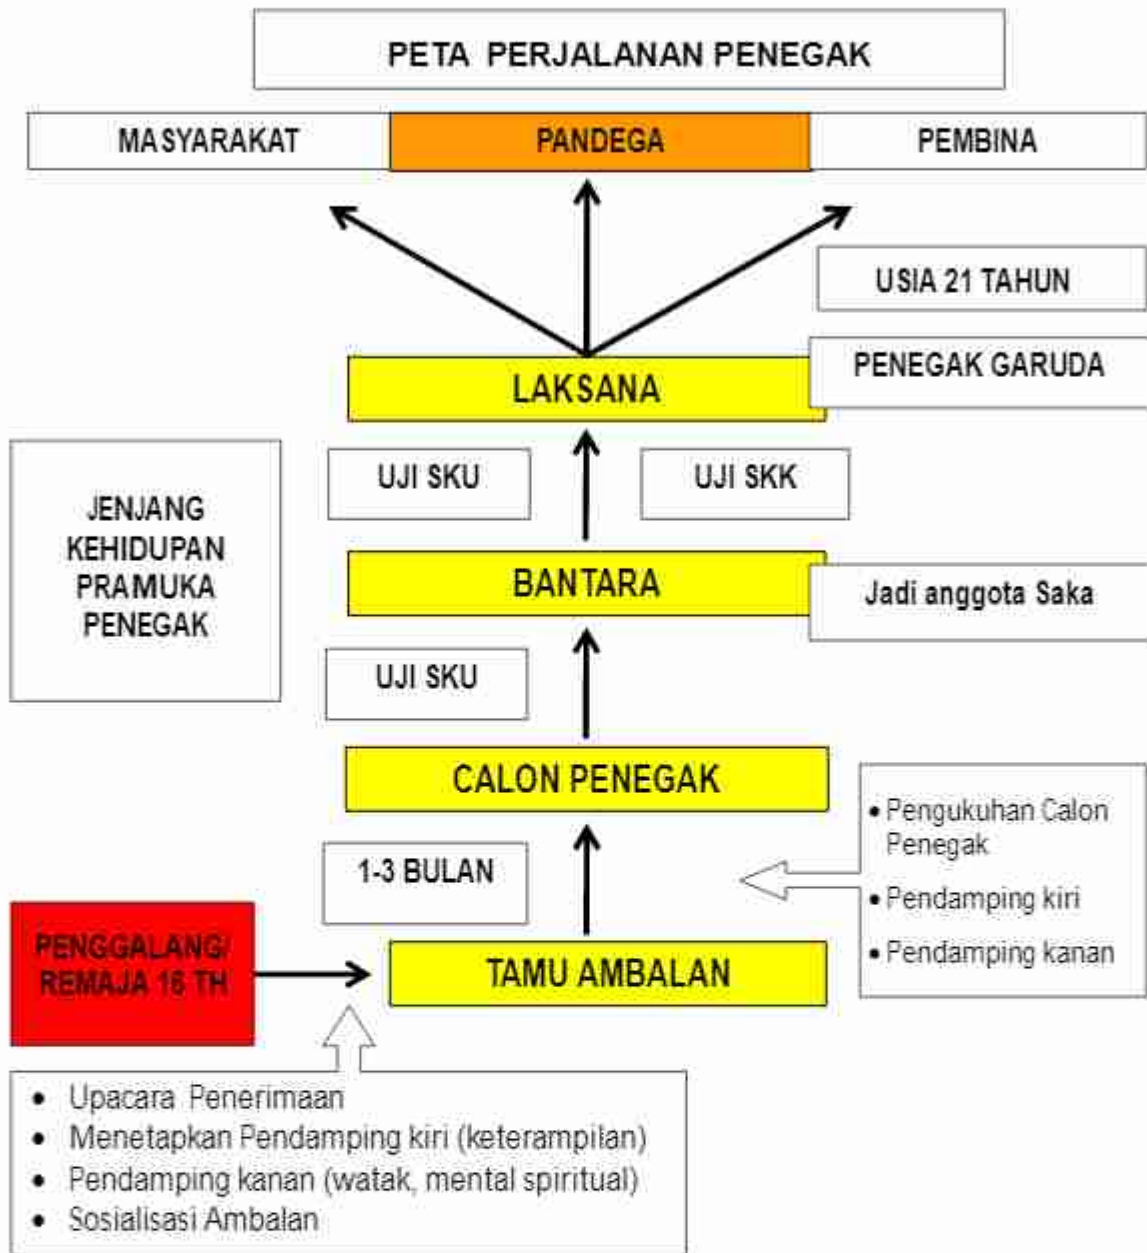 PETA PERJALANAN PENEGAK
MASYARAKAT
PANDEGA
PEMBINA
USIA 21 TAHUN
PENEGAK GARUDA
LAKSANA
UJI SKU
UJI SKK
JENJANG
KEHIDUPAN
PRAMUKA
PENEGAK
BANTARA
Jadi anggota Saka
UJI SKU
CALON PENEGAK
• Pengukuhan Calon
Penegak
• Pendamping kiri
• Pendamping kanan
1-3 BULAN
PENGGALANG/
REMAJA 16 TH
TAMU AMBALAN
• Upacara Penerimaan
• Menetapkan Pendamping kiri (keterampilan)
• Pendamping kanan (watak, mental spiritual)
• Sosialisasi Ambalan